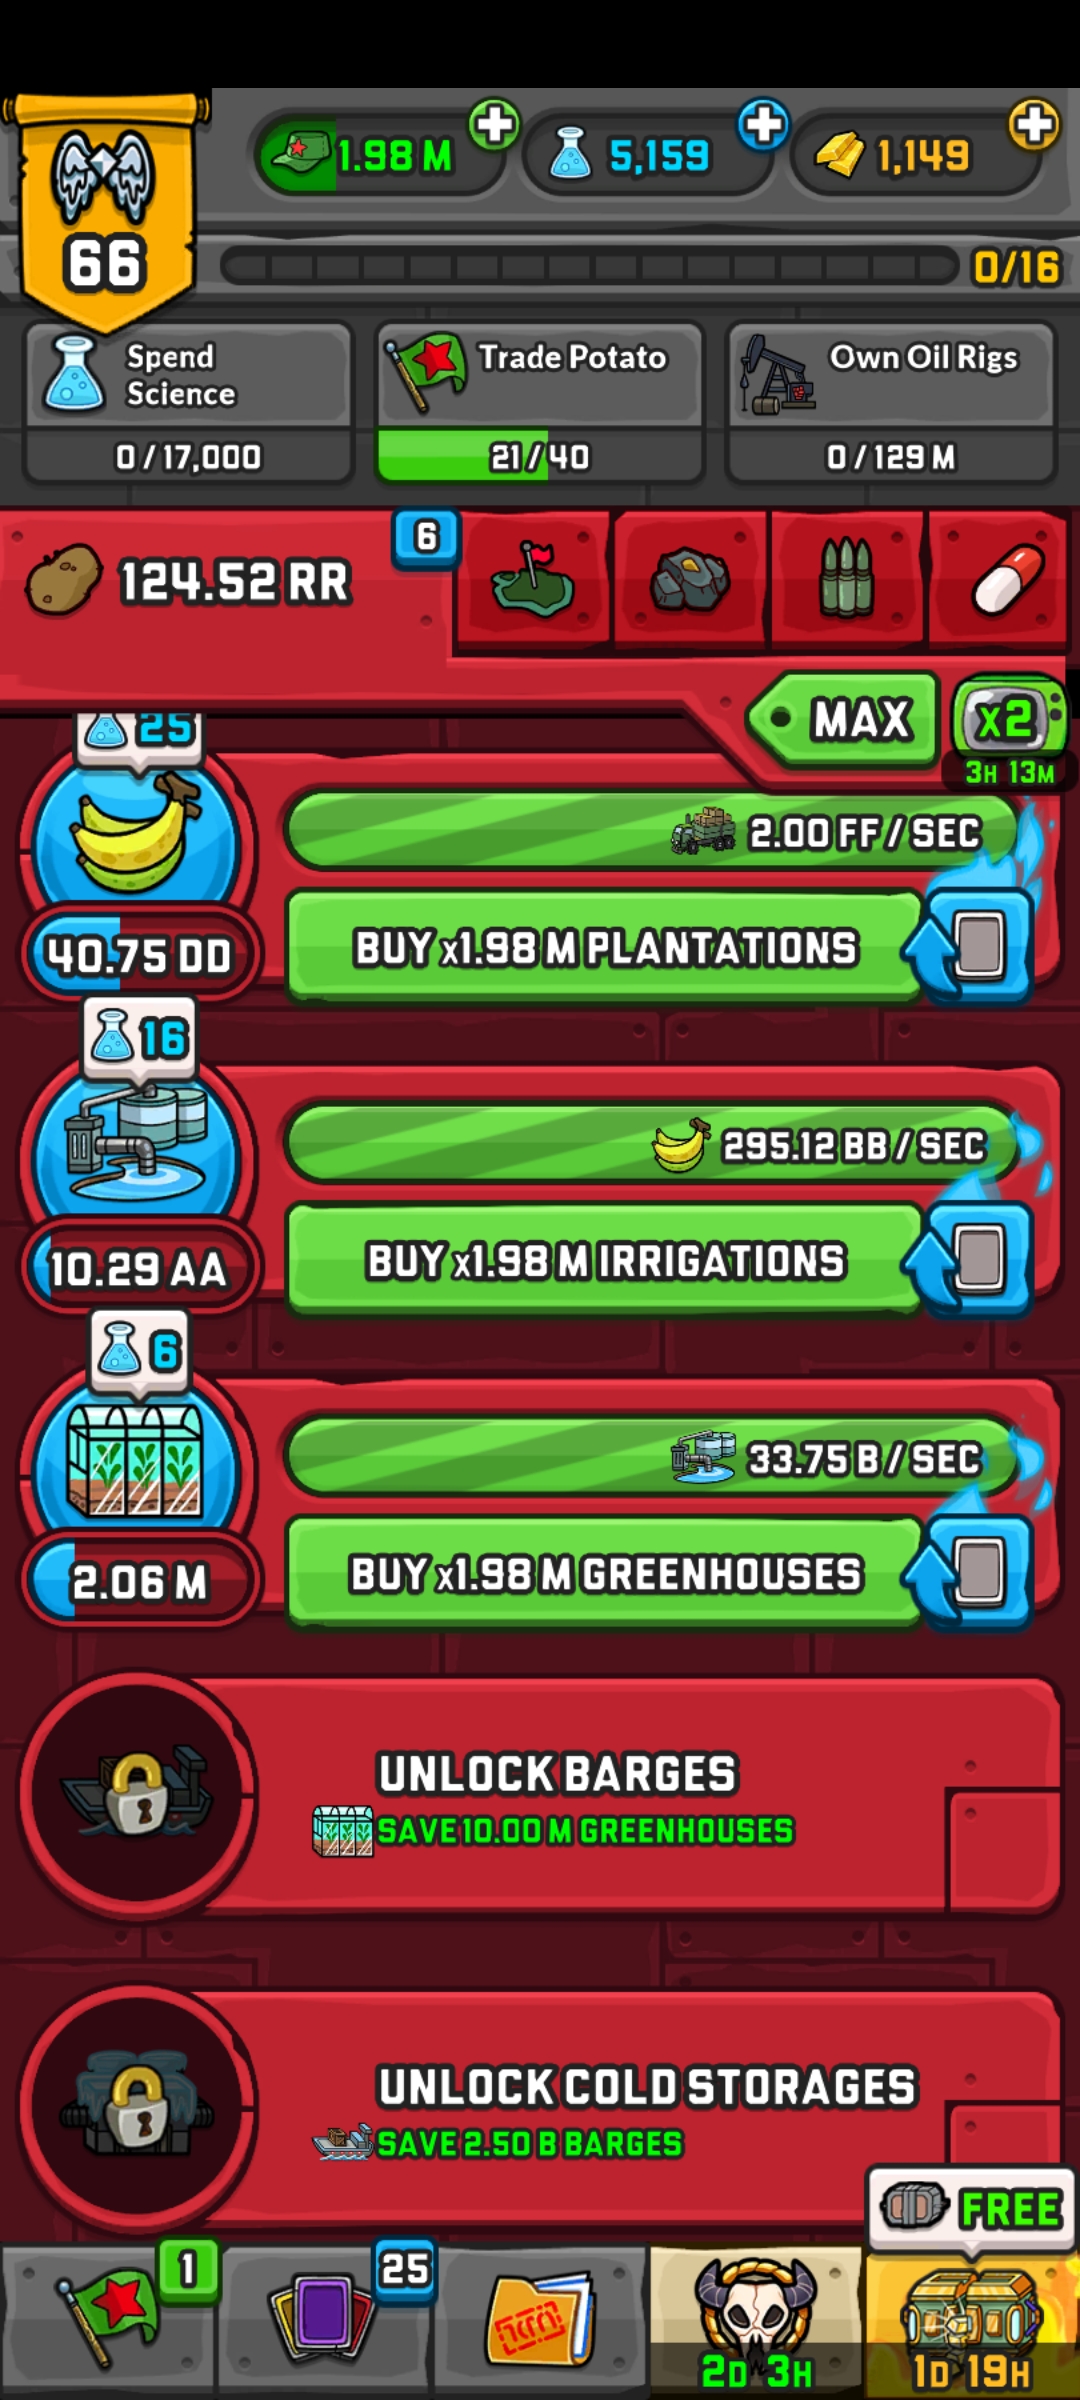 66
1.98 M
5,159
1,149
0/16
Spend
Science
0 / 17,000
Trade Potato
21 / 40
Own Oil Rigs
0 / 129 M
124.52 RR
6
MAX
x2
3H 13M
25
2.00 FF / SEC
40.75 DD
BUY x1.98 M PLANTATIONS
16
295.12 BB / SEC
10.29 AA
BUY x1.98 M IRRIGATIONS
6
33.75 B / SEC
2.06 M
BUY x1.98 M GREENHOUSES
UNLOCK BARGES
SAVE 10.00 M GREENHOUSES
UNLOCK COLD STORAGES
SAVE 2.50 B BARGES
FREE
1
25
2D 3H
1D 19H